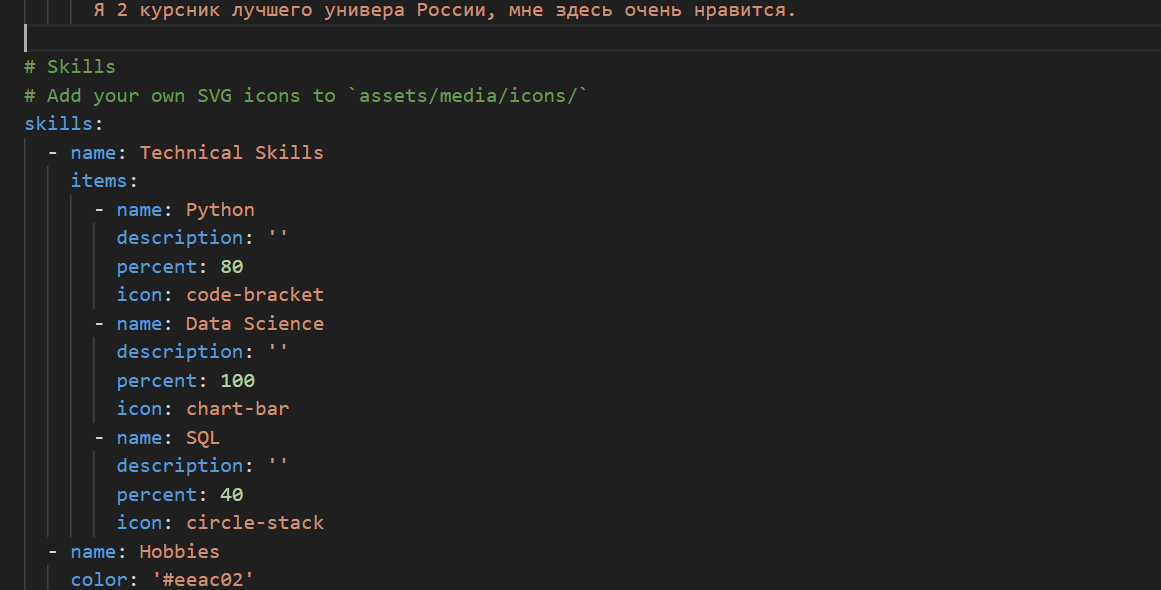 Я 2 курсник лучшего универа России, мне здесь очень нравится.
# Skills
# Add your own SVG icons to `assets/media/icons/`
skills:
- name: Technical Skills
items:
- name: Python
description: ''
percent: 80
icon: code-bracket
- name: Data Science
description: ''
percent: 100
icon: chart-bar
- name: SQL
description: ''
percent: 40
icon: circle-stack
- name: Hobbies
color: '#eeac02'